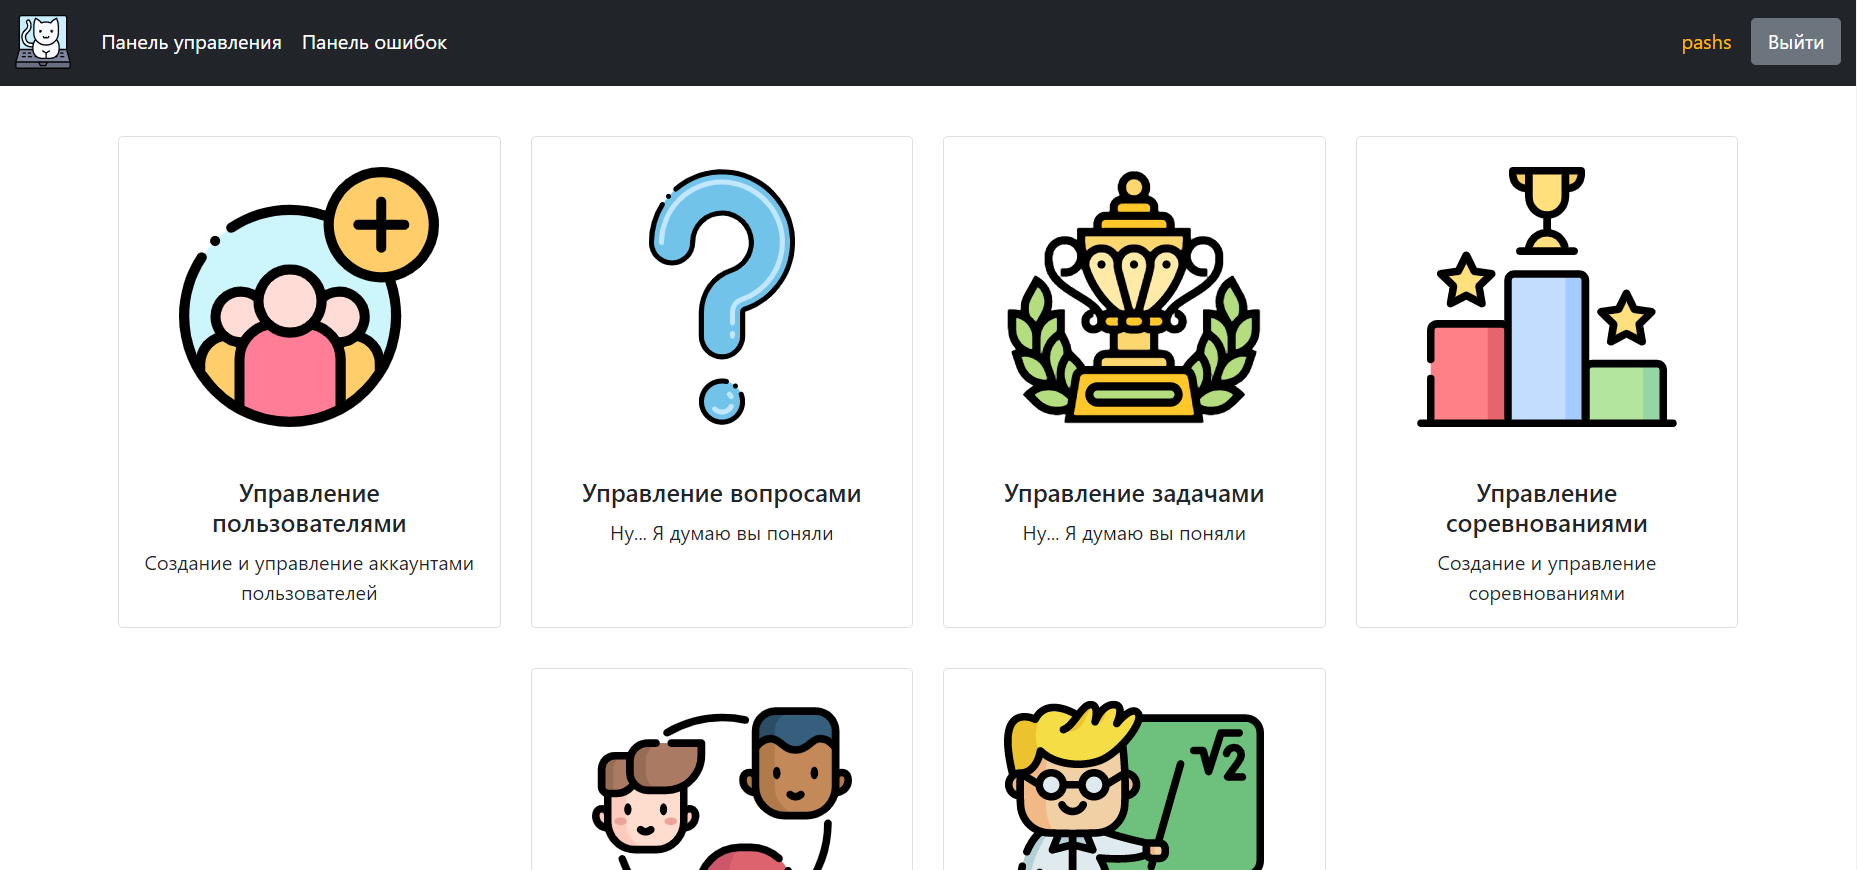 Панель управления Панель ошибок pashs Выйти
Управление
пользователями
Создание и управление аккаунтами
пользователей
Управление вопросами
Ну... Я думаю вы поняли
Управление задачами
Ну... Я думаю вы поняли
Управление
соревнованиями
Создание и управление
соревнованиями
√2